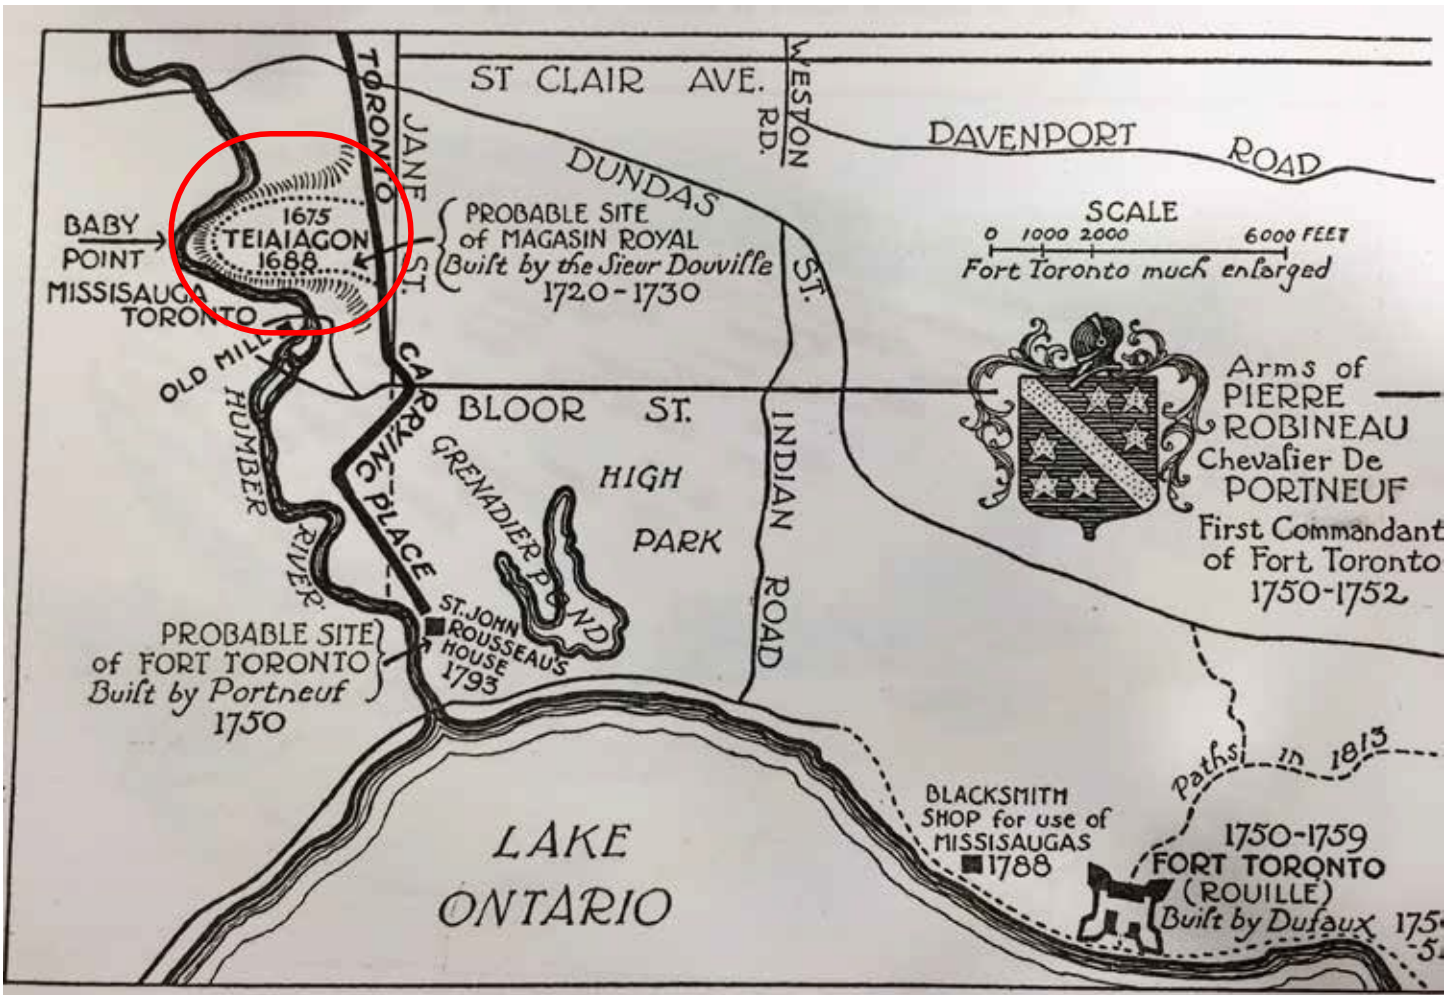 ST CLAIR AVE.
WESTON
RD.
DAVENPORT ROAD
TORONTO
CARRYING PLACE
JANE ST.
DUNDAS ST.
BABY
POINT
1675
TEIAIAGON
1688
MISSISAUGA
TORONTO
OLD MILL
PROBABLE SITE
of MAGASIN ROYAL
Built by the Sieur Douville
1720-1730
SCALE
0 1000 2000 6000 FEET
Fort Toronto much enlarged
Arms of
PIERRE
ROBINEAU
Chevalier De
PORTNEUF
First Commandant
of Fort Toronto
1750-1752
BLOOR ST.
HIGH
PARK
GRENADIER POND
INDIAN ROAD
HUMBER
RIVER.
ST. JOHN
ROUSSEAU'S
HOUSE
1793
PROBABLE SITE
of FORT TORONTO
Built by Portneuf
1750
LAKE
ONTARIO
Paths in 1813
BLACKSMITH
SHOP for use of
MISSISAUGAS
1788
1750-1759
FORT TORONTO
(ROUILLE)
Built by Dufaux